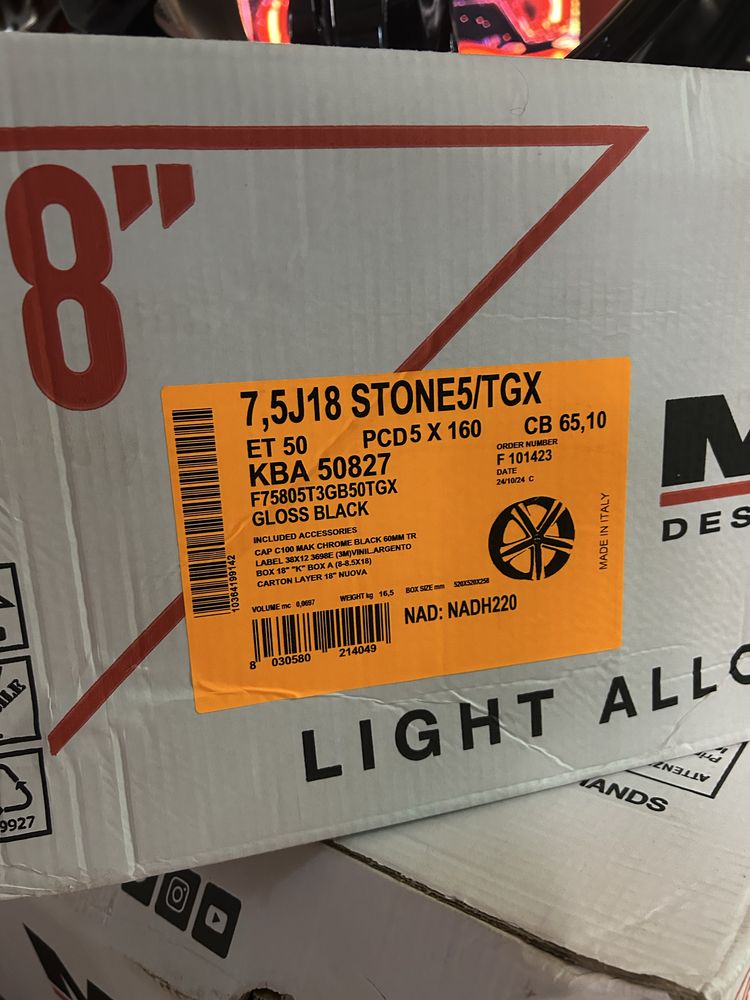 8"
7,5J18 STONE5/TGX
ET 50 PCD 5 X 160 CB 65,10
KBA 50827
ORDER NUMBER
F 101423
F75805T3GB50TGX
DATE
24/10/24 C
GLOSS BLACK
INCLUDED ACCESSORIES
CAP C100 MAK CHROME BLACK 60MM TR
LABEL 38X12 3698E (3M)VINIL.ARGENTO
BOX 18" "K" BOX A (8-8.5X18)
CARTON LAYER 18" NUOVA
MADE IN ITALY
10364199142
VOLUME mc 0,0697 WEIGHT kg 16,5 BOX SIZE mm 520X520X258
NAD: NADH220
8 030580 214049
M
DES
LIGHT ALLO
9927
ATTENZ
HANDS